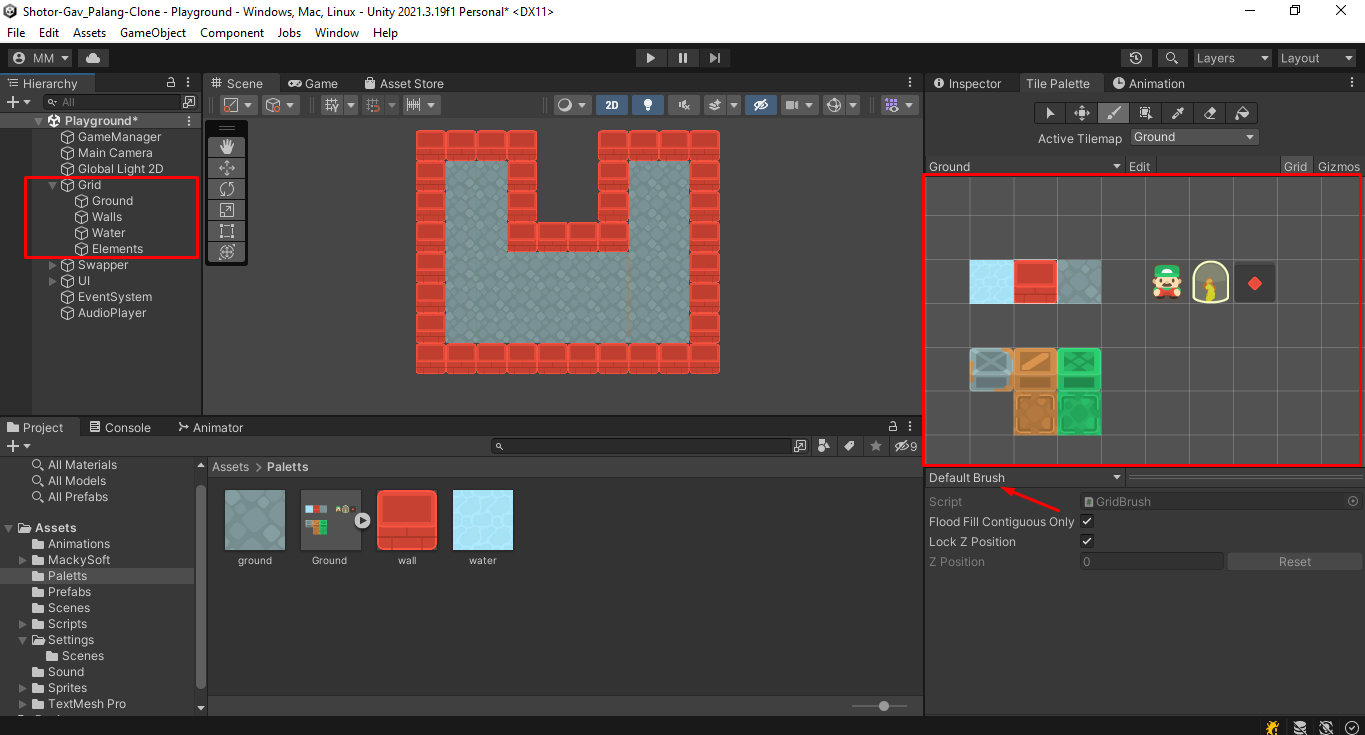 Shotor-Gav_Palang-Clone - Playground - Windows, Mac, Linux - Unity 2021.3.19f1 Personal* <DX11>
File Edit Assets GameObject Component Jobs Window Help
MM Layers Layout
Hierarchy
All
Playground*
GameManager
Main Camera
Global Light 2D
Grid
Ground
Walls
Water
Elements
Swapper
UI
EventSystem
AudioPlayer
Scene Game Asset Store
2D
Inspector Tile Palette Animation
Active Tilemap Ground
Ground Edit Grid Gizmos
Default Brush
Script GridBrush
Flood Fill Contiguous Only
Lock Z Position
Z Position 0 Reset
Project Console Animator
9
All Materials
All Models
All Prefabs
Assets
Animations
MackySoft
Paletts
Prefabs
Scenes
Scripts
Settings
Scenes
Sound
Sprites
TextMesh Pro
Assets > Paletts
ground Ground wall water